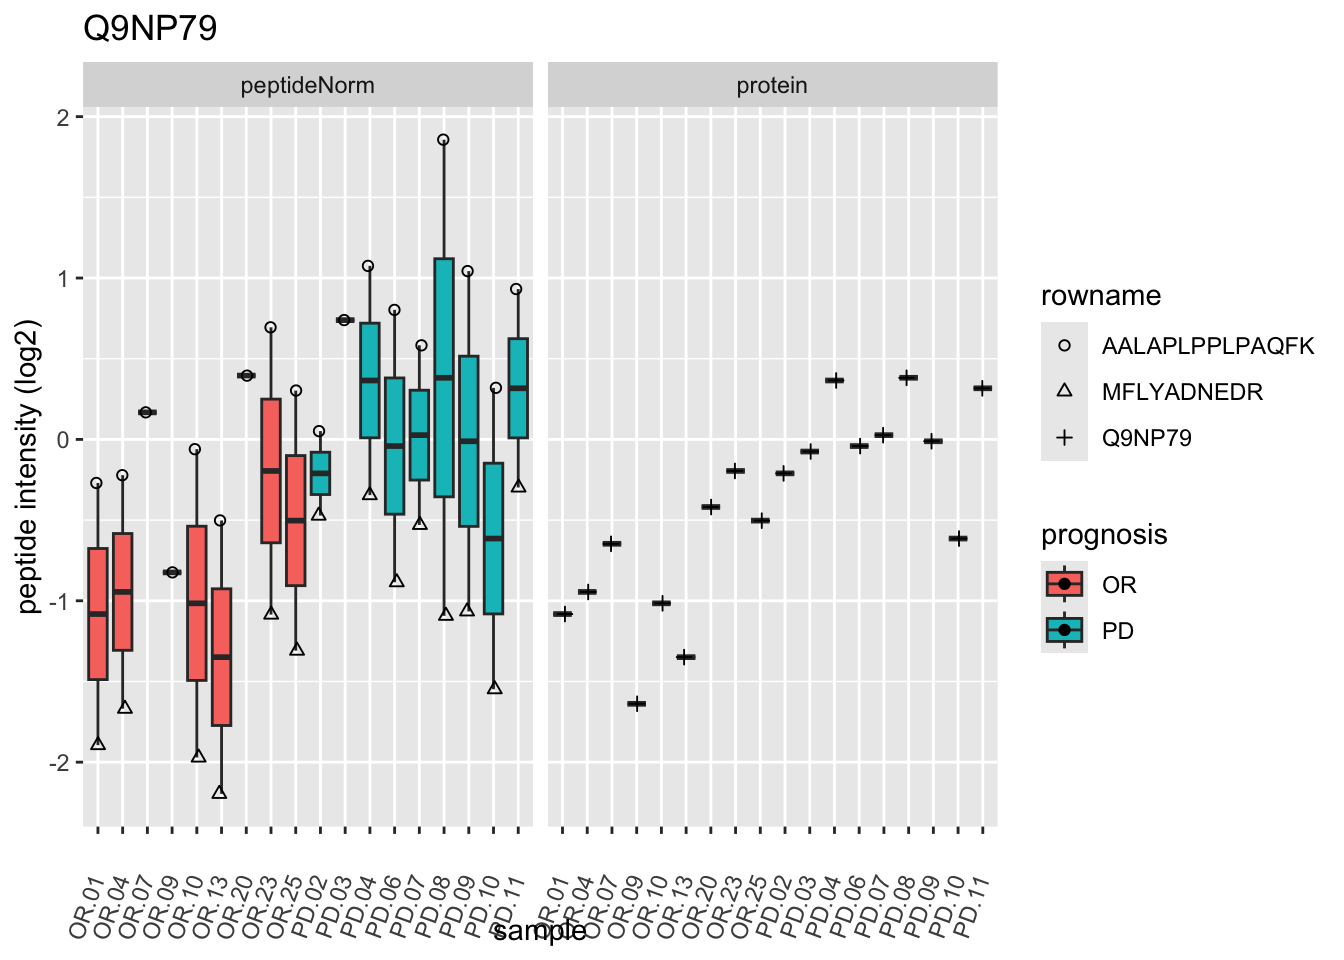 Q9NP79
peptideNorm
protein
peptide intensity (log2)
2
1
0
-1
-2
OR.01
OR.04
OR.07
OR.09
OR.10
OR.13
OR.20
OR.23
OR.25
PD.02
PD.03
PD.04
PD.06
PD.07
PD.08
PD.09
PD.10
PD.11
OR.01
OR.04
OR.07
OR.09
OR.10
OR.13
OR.20
OR.23
OR.25
PD.02
PD.03
PD.04
PD.06
PD.07
PD.08
PD.09
PD.10
PD.11
sample
rowname
AALAPLPPLPAQFK
MFLYADNEDR
Q9NP79
prognosis
OR
PD